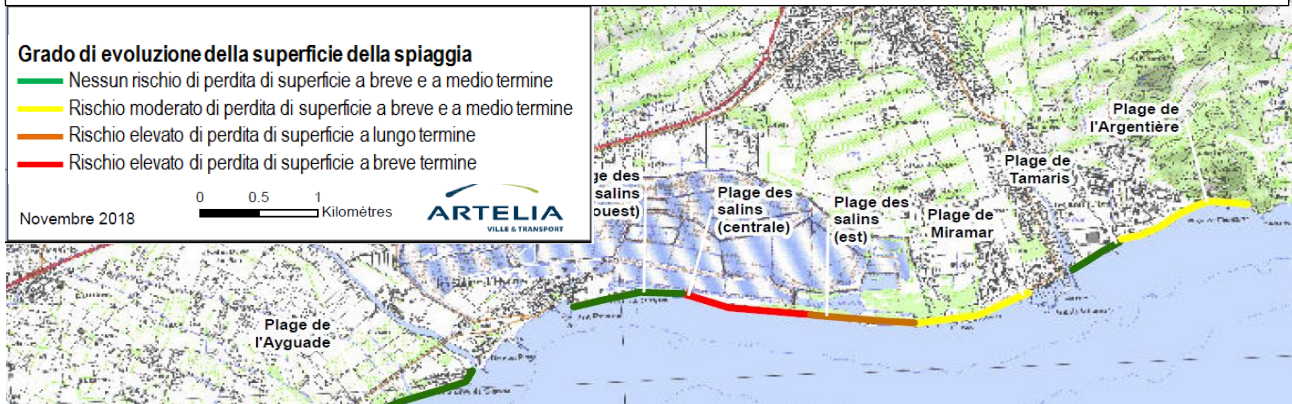 Grado di evoluzione della superficie della spiaggia
Nessun rischio di perdita di superficie a breve e a medio termine
Rischio moderato di perdita di superficie a breve e a medio termine
Rischio elevato di perdita di superficie a lungo termine
Rischio elevato di perdita di superficie a breve termine
0 0.5 1
Kilomètres
Novembre 2018
ARTELIA
VILLE & TRANSPORT
ge des
salins
ouest)
Plage des
salins
(centrale)
Plage des
salins
(est)
Plage de
Miramar
Plage de
Tamaris
Plage de
l'Argentière
Plage de
l'Ayguade